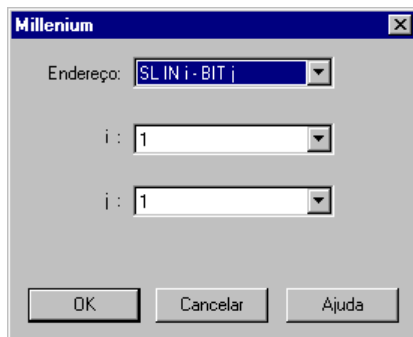 Millenium
Endereço: SL IN i - BIT j
i : 1
j : 1
OK Cancelar Ajuda